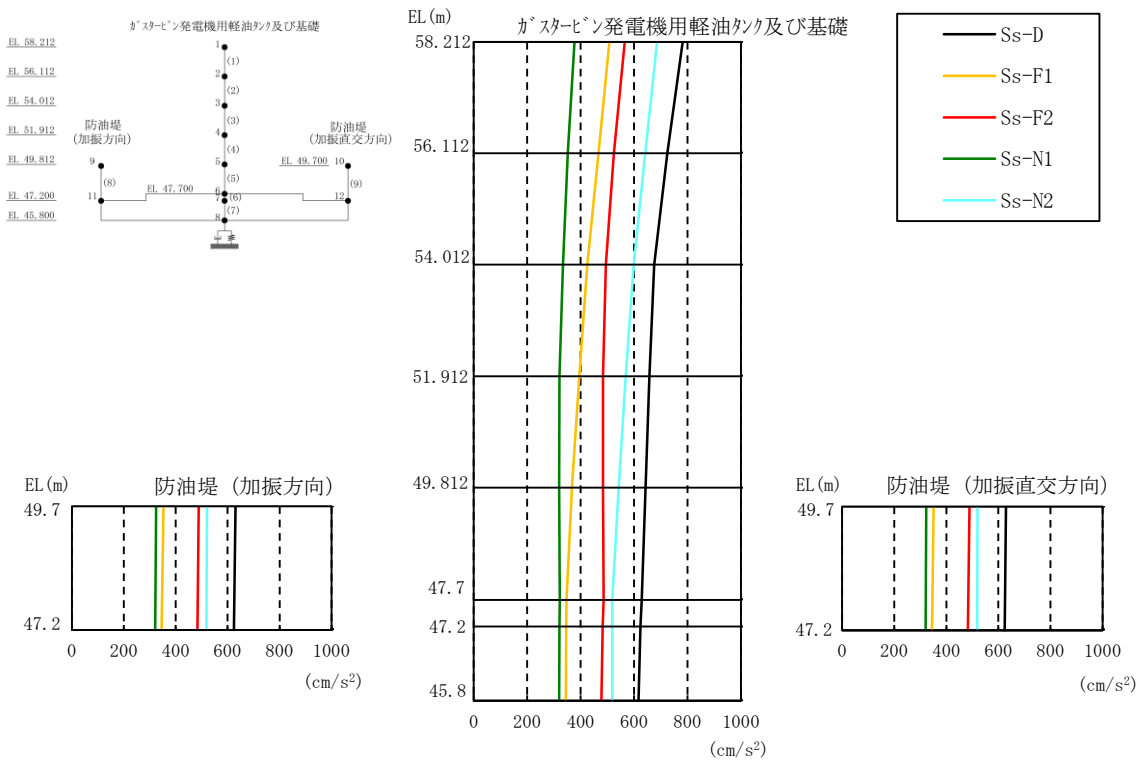 ｶﾞｽﾀｰﾋﾞﾝ発電機用軽油ﾀﾝｸ及び基礎
EL 58.212
1
(1)
EL 56.112
2
(2)
EL 54.012
3
(3)
防油堤
(加振方向)
防油堤
(加振直交方向)
EL 51.912
4
(4)
EL 49.812
9
5
EL 49.700
10
(8)
(5)
(9)
EL 47.700
6
(6)
EL 47.200
11
7
12
(7)
EL 45.800
8
EL(m)
ｶﾞｽﾀｰﾋﾞﾝ発電機用軽油ﾀﾝｸ及び基礎
58.212
56.112
54.012
51.912
49.812
47.7
47.2
45.8
0 200 400 600 800 1000
(cm/s²)
Ss-D
Ss-F1
Ss-F2
Ss-N1
Ss-N2
EL(m)
防油堤 (加振方向)
49.7
47.2
0 200 400 600 800 1000
(cm/s²)
EL(m)
防油堤 (加振直交方向)
49.7
47.2
0 200 400 600 800 1000
(cm/s²)